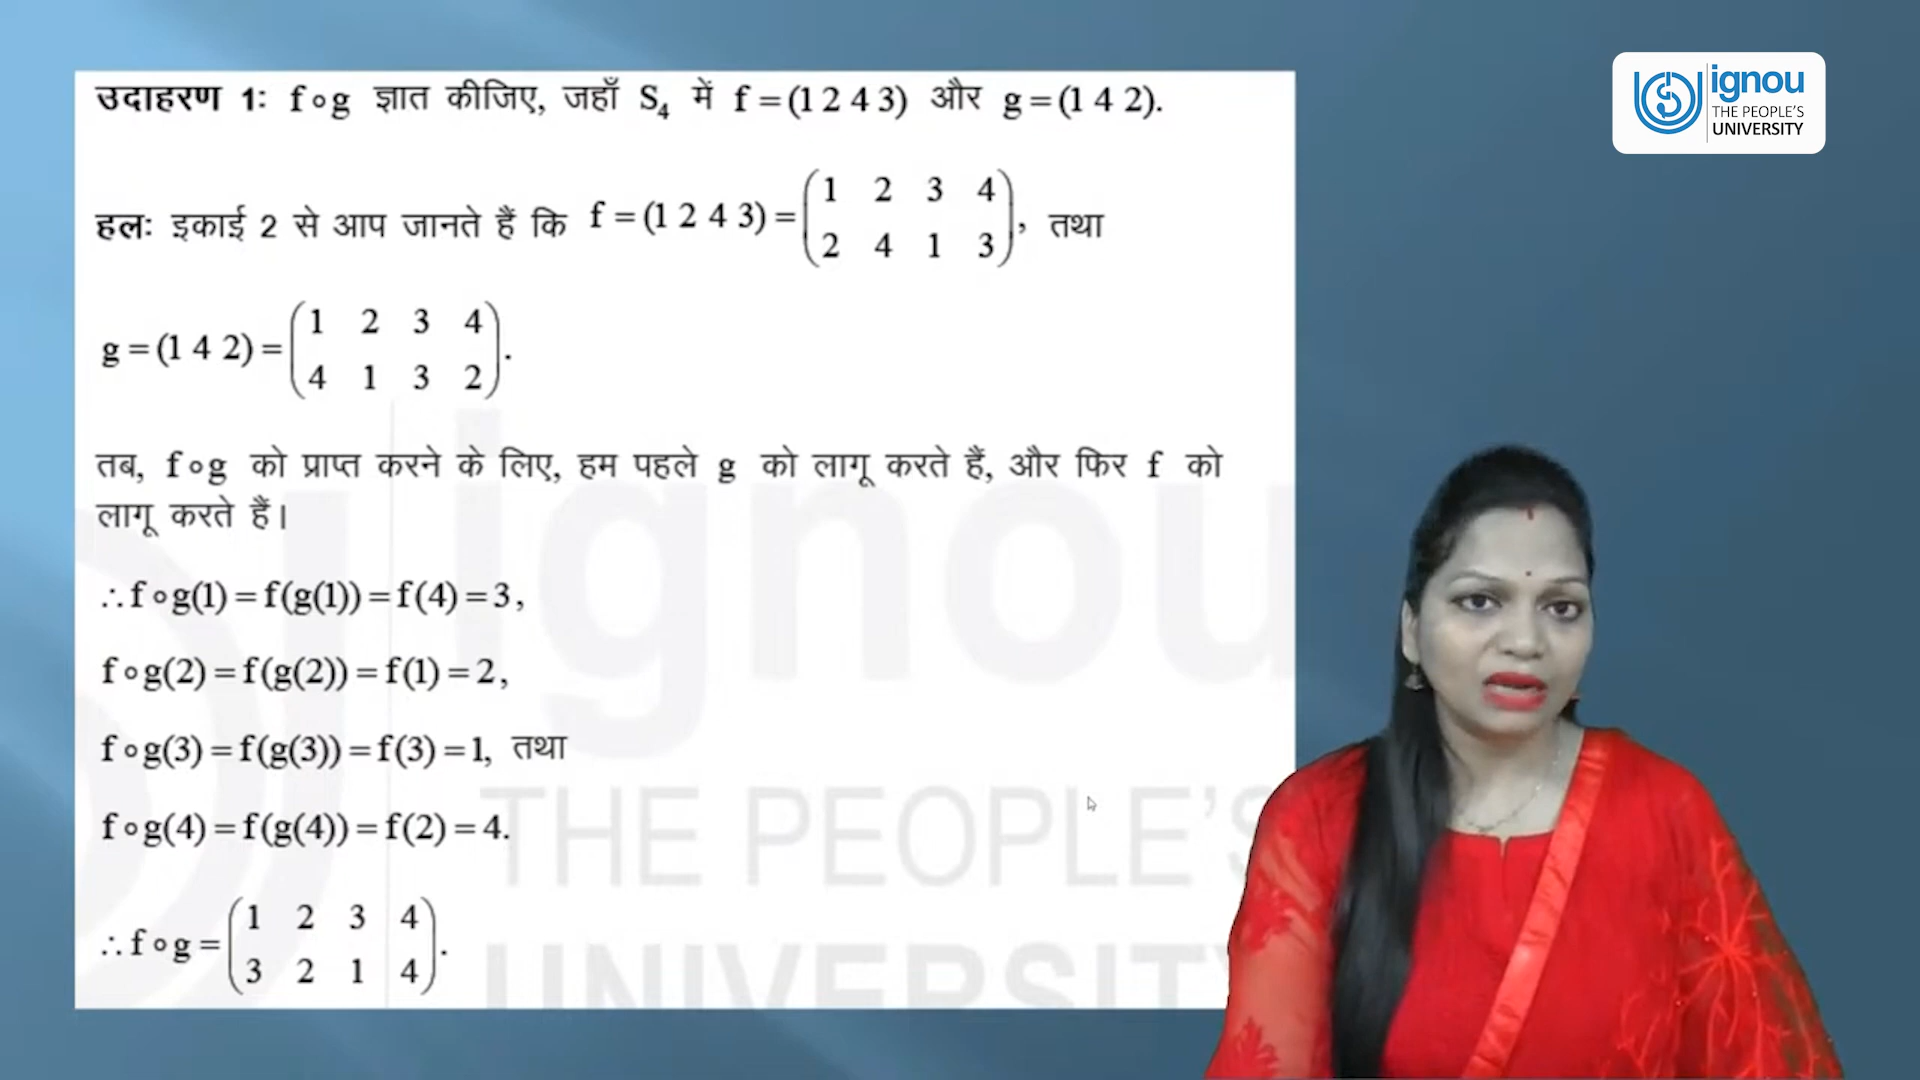 उदाहरण 1: f∘g ज्ञात कीजिए, जहाँ S₄ में f = (1 2 4 3) और g = (1 4 2).
हल: इकाई 2 से आप जानते हैं कि f = (1 2 4 3) = (1 2 3 4 / 2 4 1 3), तथा
g = (1 4 2) = (1 2 3 4 / 4 1 3 2).
तब, f∘g को प्राप्त करने के लिए, हम पहले g को लागू करते हैं, और फिर f को
लागू करते हैं।
∴ f∘g(1) = f(g(1)) = f(4) = 3,
f∘g(2) = f(g(2)) = f(1) = 2,
f∘g(3) = f(g(3)) = f(3) = 1, तथा
f∘g(4) = f(g(4)) = f(2) = 4.
∴ f∘g = (1 2 3 4 / 3 2 1 4).
ignou
THE PEOPLE'S
UNIVERSITY
ignou
THE PEOPLE'S
UNIVERSITY